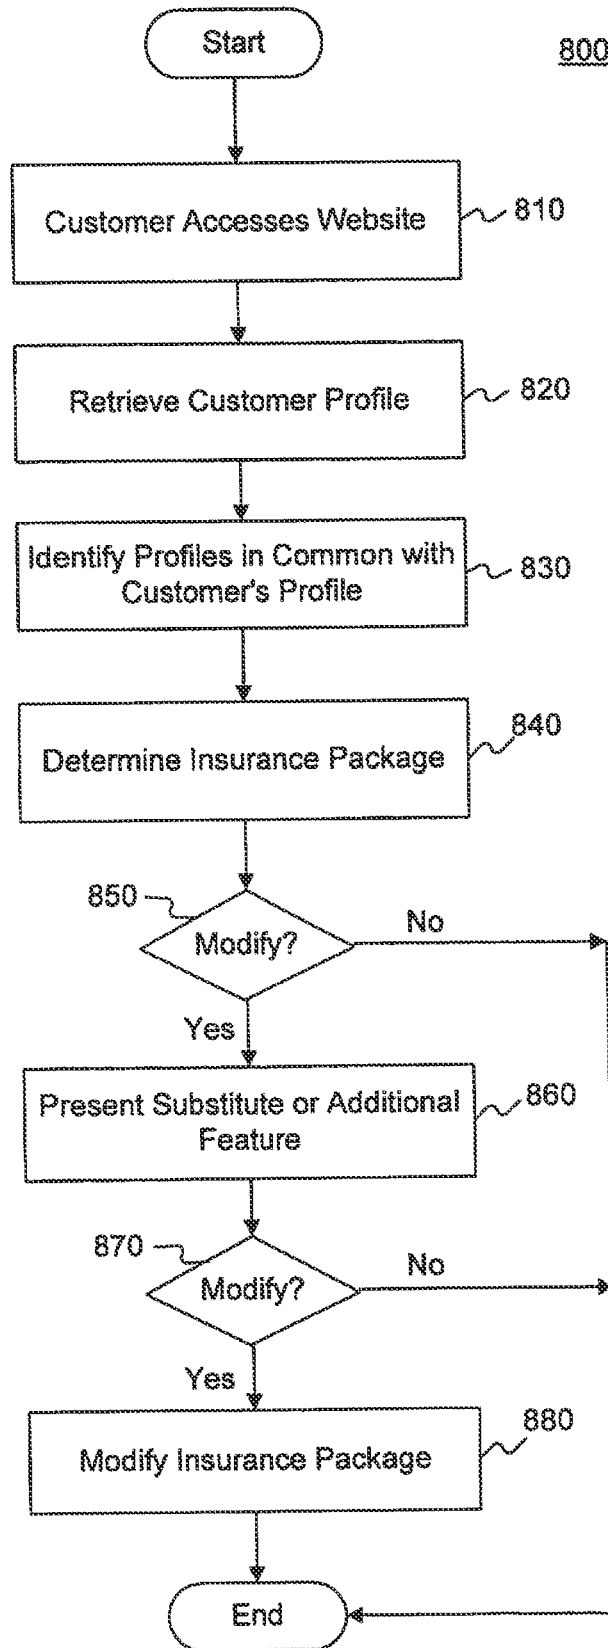 Start
800
Customer Accesses Website
810
Retrieve Customer Profile
820
Identify Profiles in Common with
Customer's Profile
830
Determine Insurance Package
840
850
Modify?
No
Yes
Present Substitute or Additional
Feature
860
870
Modify?
No
Yes
Modify Insurance Package
880
End